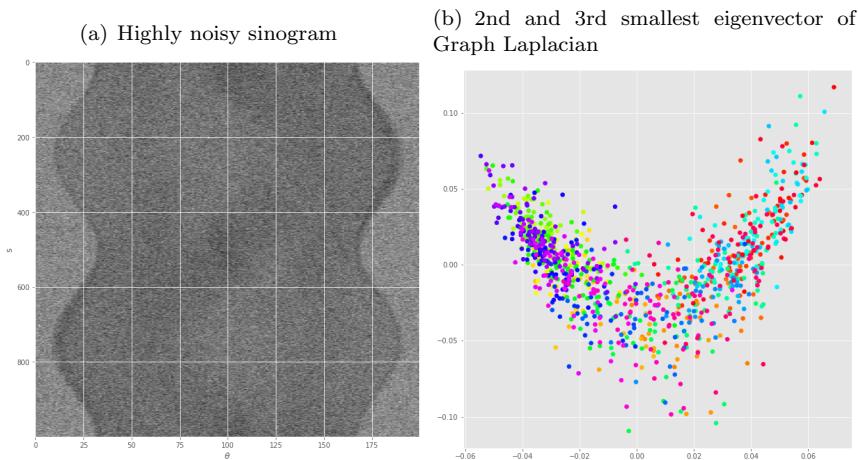 (a) Highly noisy sinogram
0
200
400
600
800
s
0 25 50 75 100 125 150 175
θ
(b) 2nd and 3rd smallest eigenvector of
Graph Laplacian
0.10
0.05
0.00
−0.05
−0.10
−0.06 −0.04 −0.02 0.00 0.02 0.04 0.06